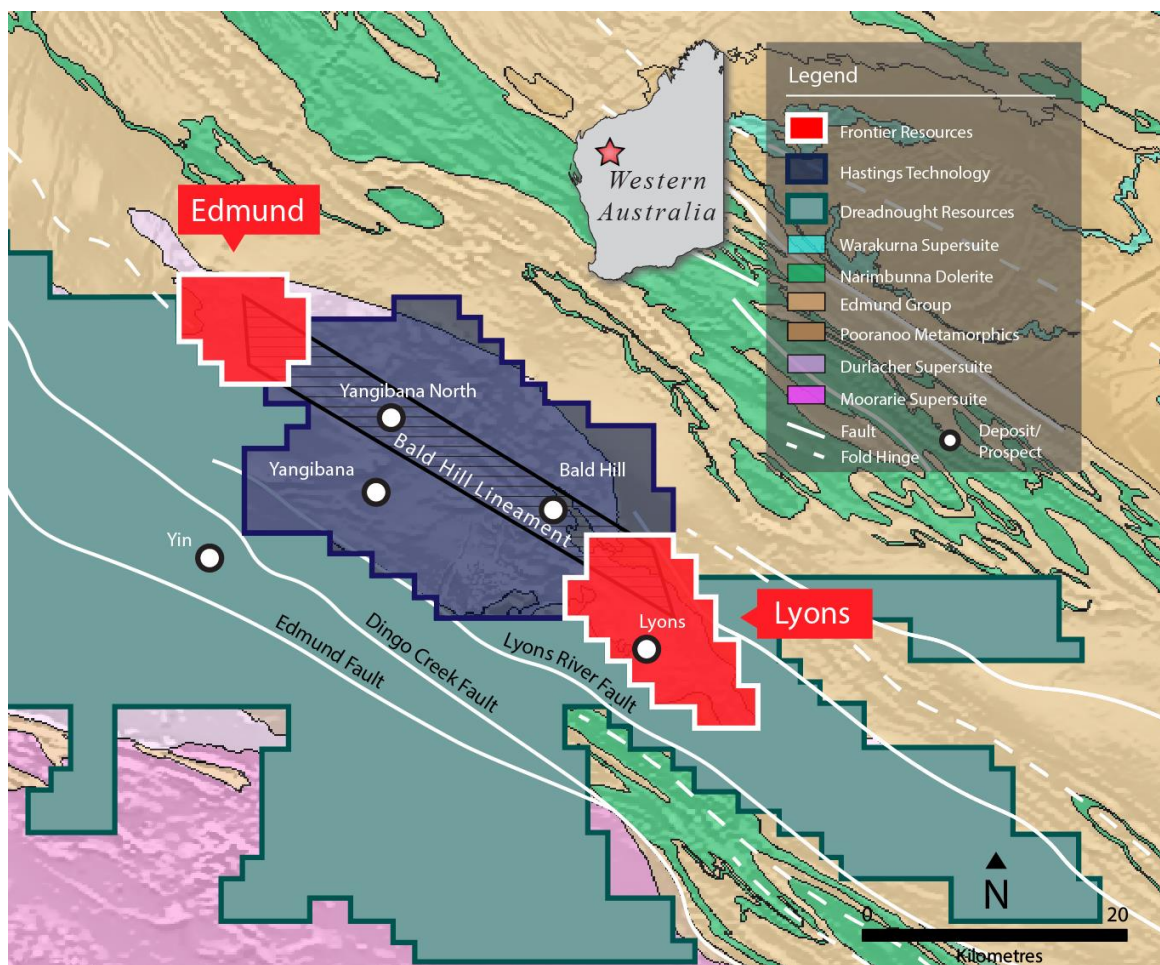 Legend
Frontier Resources
Hastings Technology
Dreadnought Resources
Warakurna Supersuite
Narimbunna Dolerite
Edmund Group
Pooranoo Metamorphics
Durlacher Supersuite
Moorarie Supersuite
Fault
Fold Hinge
Deposit/
Prospect
Western
Australia
Edmund
Yangibana North
Bald Hill Lineament
Bald Hill
Yangibana
Yin
Lyons
Lyons
Edmund Fault
Dingo Creek Fault
Lyons River Fault
N
0
20
Kilometres